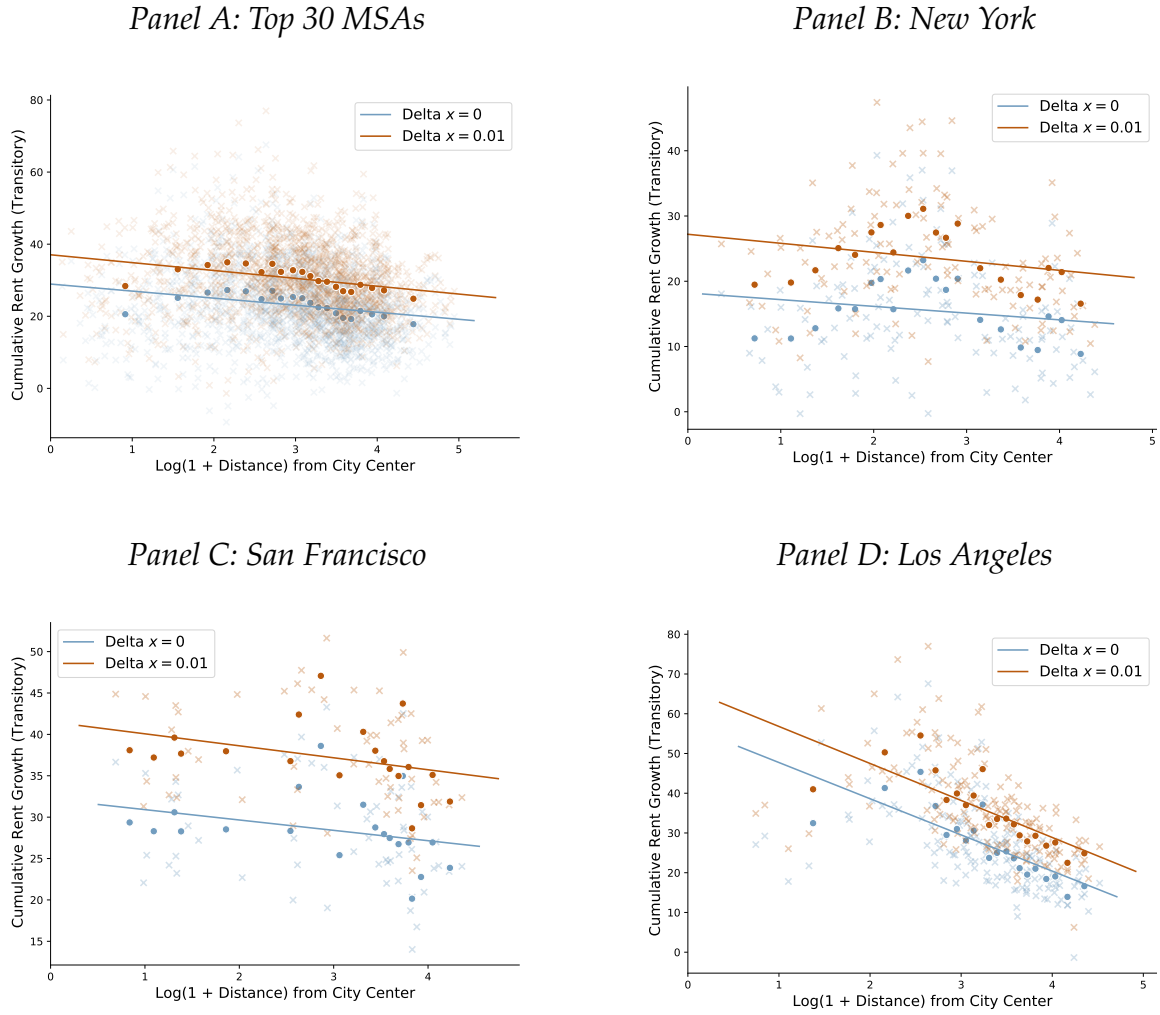 Panel A: Top 30 MSAs
Cumulative Rent Growth (Transitory)
80
60
40
20
0
Delta x = 0
Delta x = 0.01
0 1 2 3 4 5
Log(1 + Distance) from City Center
Panel B: New York
Cumulative Rent Growth (Transitory)
40
30
20
10
0
Delta x = 0
Delta x = 0.01
0 1 2 3 4 5
Log(1 + Distance) from City Center
Panel C: San Francisco
Cumulative Rent Growth (Transitory)
50
45
40
35
30
25
20
15
Delta x = 0
Delta x = 0.01
0 1 2 3 4
Log(1 + Distance) from City Center
Panel D: Los Angeles
Cumulative Rent Growth (Transitory)
80
70
60
50
40
30
20
10
0
Delta x = 0
Delta x = 0.01
0 1 2 3 4 5
Log(1 + Distance) from City Center